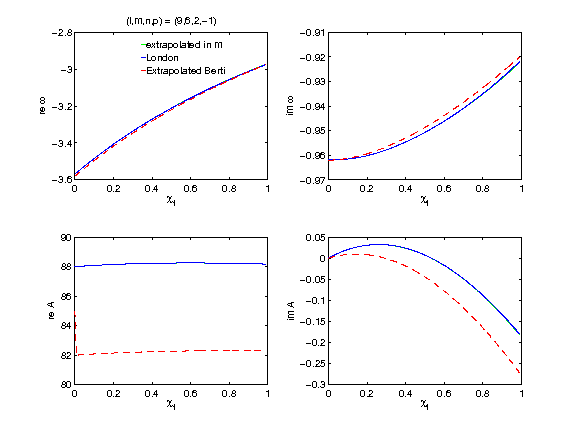 (l,m,n,p) = (9,6,2,−1)
−2.8
−3
−3.2
−3.4
−3.6
re ω
extrapolated in m
London
Extrapolated Berti
0 0.2 0.4 0.6 0.8 1
χf
−0.91
−0.92
−0.93
−0.94
−0.95
−0.96
−0.97
im ω
0 0.2 0.4 0.6 0.8 1
χf
90
88
86
84
82
80
re A
0 0.2 0.4 0.6 0.8 1
χf
0.05
0
−0.05
−0.1
−0.15
−0.2
−0.25
−0.3
im A
0 0.2 0.4 0.6 0.8 1
χf